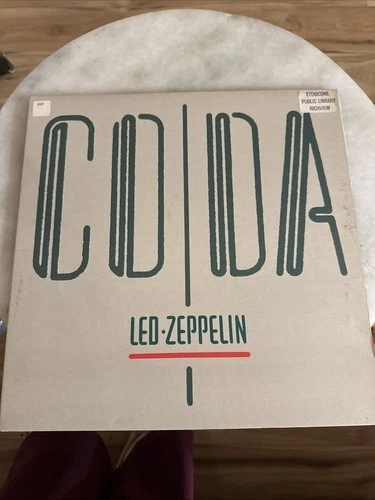 ETOBICOKE
PUBLIC LIBRARY
RICHVIEW
CODA
LED·ZEPPELIN